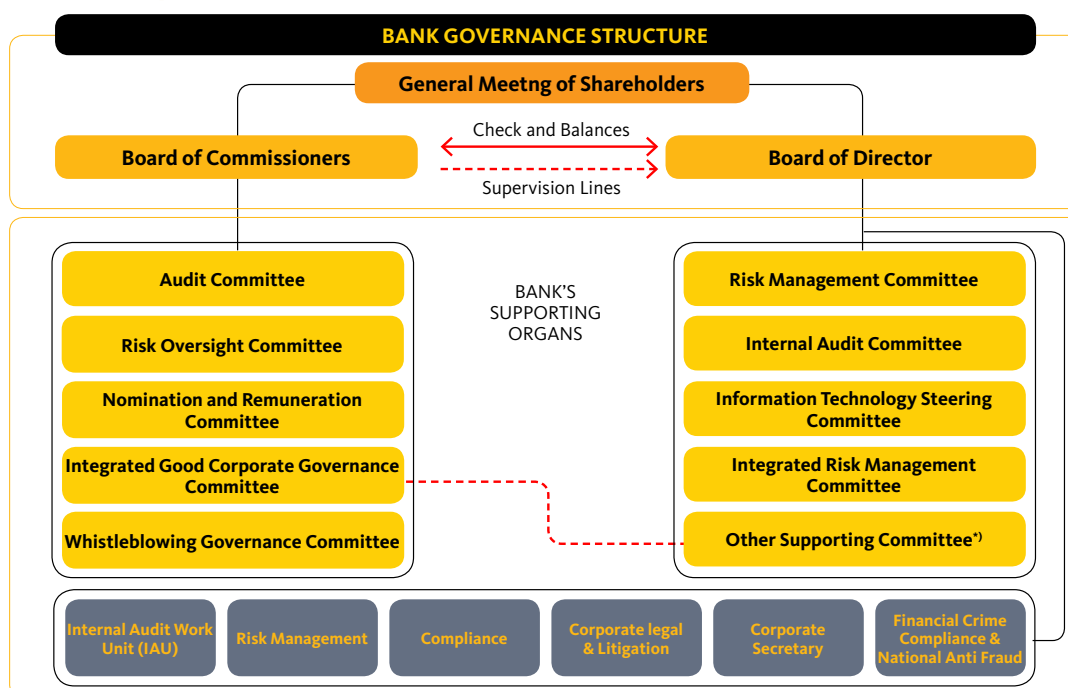 BANK GOVERNANCE STRUCTURE
General Meetng of Shareholders
Check and Balances
Board of Commissioners
Board of Director
Supervision Lines
Audit Committee
Risk Oversight Committee
Nomination and Remuneration
Committee
Integrated Good Corporate Governance
Committee
Whistleblowing Governance Committee
BANK'S
SUPPORTING
ORGANS
Risk Management Committee
Internal Audit Committee
Information Technology Steering
Committee
Integrated Risk Management
Committee
Other Supporting Committee*)
Internal Audit Work
Unit (IAU)
Risk Management
Compliance
Corporate legal
& Litigation
Corporate
Secretary
Financial Crime
Compliance &
National Anti Fraud